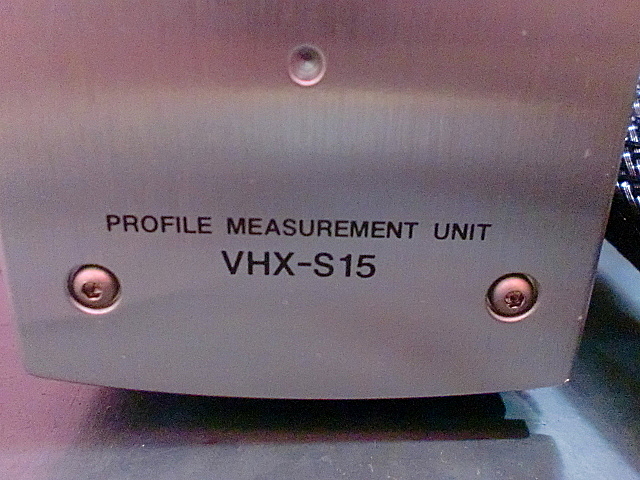 PROFILE MEASUREMENT UNIT
VHX-S15